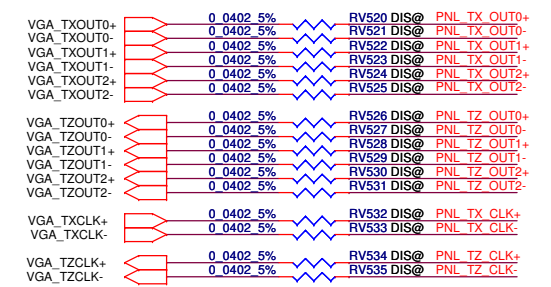 VGA_TXOUT0+ 0_0402_5% RV520 DIS@ PNL_TX_OUT0+
VGA_TXOUT0- 0_0402_5% RV521 DIS@ PNL_TX_OUT0-
VGA_TXOUT1+ 0_0402_5% RV522 DIS@ PNL_TX_OUT1+
VGA_TXOUT1- 0_0402_5% RV523 DIS@ PNL_TX_OUT1-
VGA_TXOUT2+ 0_0402_5% RV524 DIS@ PNL_TX_OUT2+
VGA_TXOUT2- 0_0402_5% RV525 DIS@ PNL_TX_OUT2-
VGA_TZOUT0+ 0_0402_5% RV526 DIS@ PNL_TZ_OUT0+
VGA_TZOUT0- 0_0402_5% RV527 DIS@ PNL_TZ_OUT0-
VGA_TZOUT1+ 0_0402_5% RV528 DIS@ PNL_TZ_OUT1+
VGA_TZOUT1- 0_0402_5% RV529 DIS@ PNL_TZ_OUT1-
VGA_TZOUT2+ 0_0402_5% RV530 DIS@ PNL_TZ_OUT2+
VGA_TZOUT2- 0_0402_5% RV531 DIS@ PNL_TZ_OUT2-
VGA_TXCLK+ 0_0402_5% RV532 DIS@ PNL_TX_CLK+
VGA_TXCLK- 0_0402_5% RV533 DIS@ PNL_TX_CLK-
VGA_TZCLK+ 0_0402_5% RV534 DIS@ PNL_TZ_CLK+
VGA_TZCLK- 0_0402_5% RV535 DIS@ PNL_TZ_CLK-